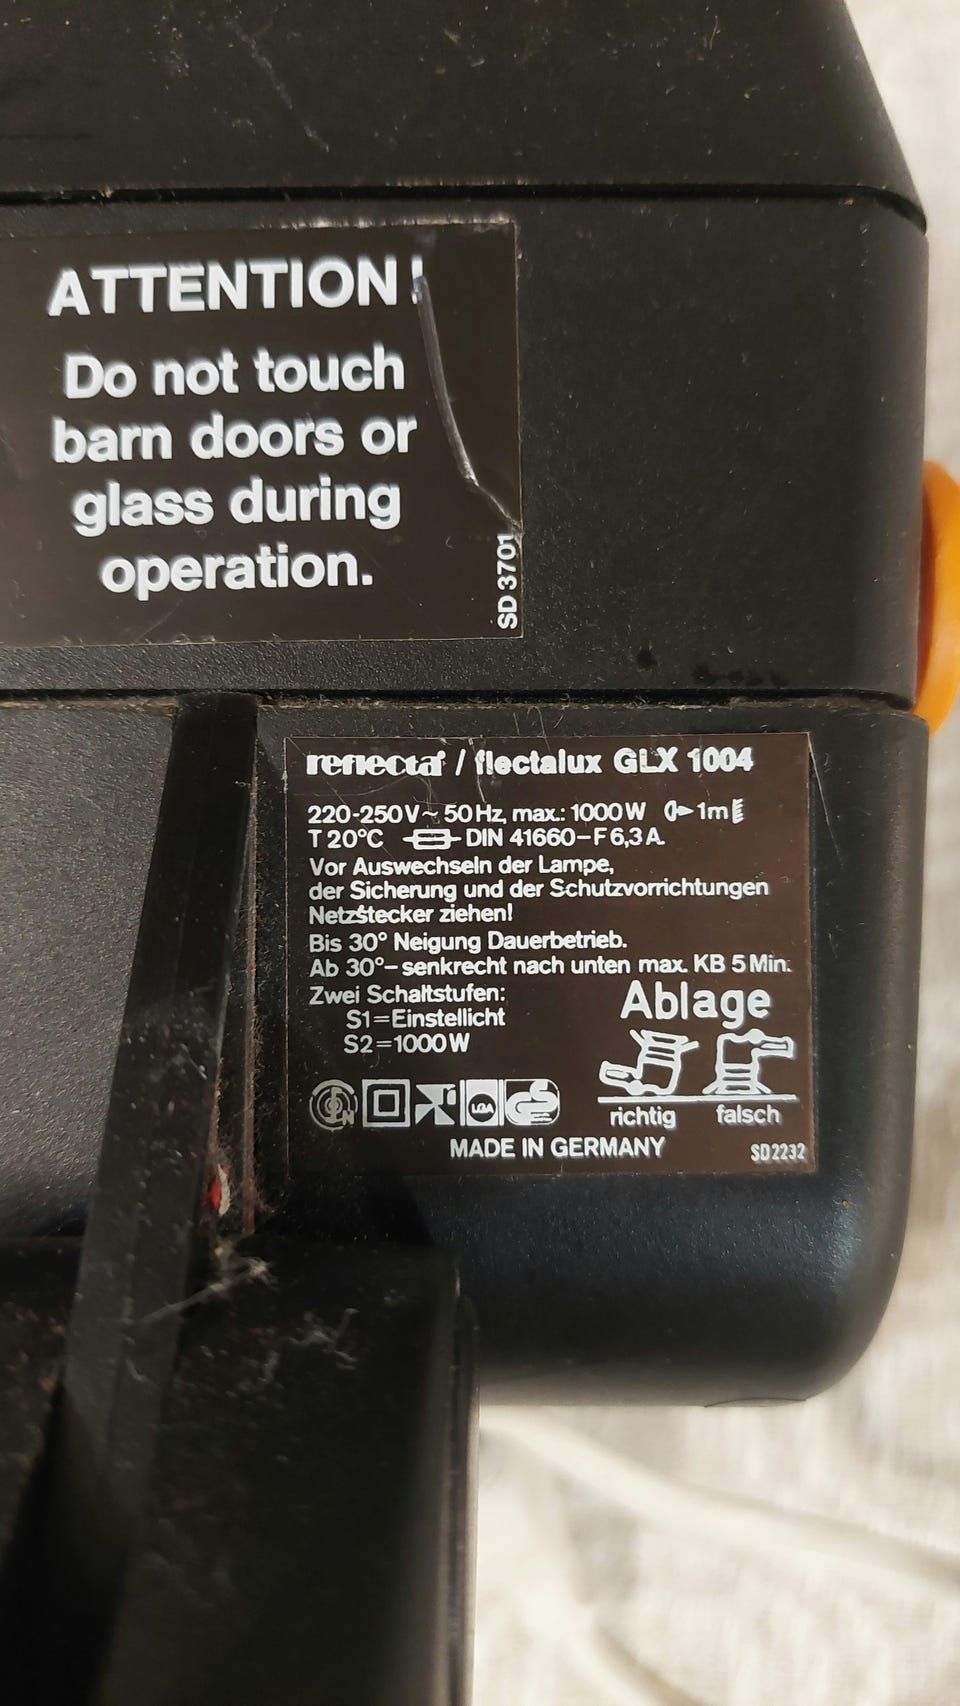 ATTENTION!
Do not touch
barn doors or
glass during
operation.
SD 3701
reflecta / flectalux GLX 1004
220-250V~ 50Hz, max.: 1000W 1m
T 20°C DIN 41660-F6,3A
Vor Auswechseln der Lampe,
der Sicherung und der Schutzvorrichtungen
Netzstecker ziehen!
Bis 30° Neigung Dauerbetrieb.
Ab 30°-senkrecht nach unten max. KB 5 Min.
Zwei Schaltstufen:
S1=Einstellicht
S2=1000W
Ablage
richtig falsch
LGA
MADE IN GERMANY
SD2232